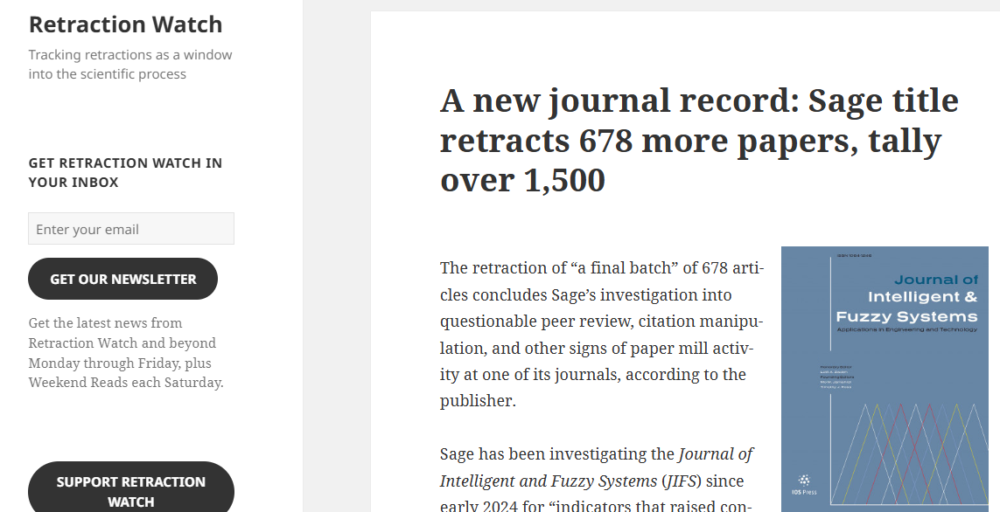 Retraction Watch
Tracking retractions as a window
into the scientific process
GET RETRACTION WATCH IN
YOUR INBOX
Enter your email
GET OUR NEWSLETTER
Get the latest news from
Retraction Watch and beyond
Monday through Friday, plus
Weekend Reads each Saturday.
SUPPORT RETRACTION
WATCH
A new journal record: Sage title
retracts 678 more papers, tally
over 1,500
The retraction of “a final batch” of 678 arti-
cles concludes Sage’s investigation into
questionable peer review, citation manipu-
lation, and other signs of paper mill activ-
ity at one of its journals, according to the
publisher.
Sage has been investigating the Journal of
Intelligent and Fuzzy Systems (JIFS) since
early 2024 for “indicators that raised con-
Journal of
Intelligent &
Fuzzy Systems
Applications in Engineering and Technology
IOS Press